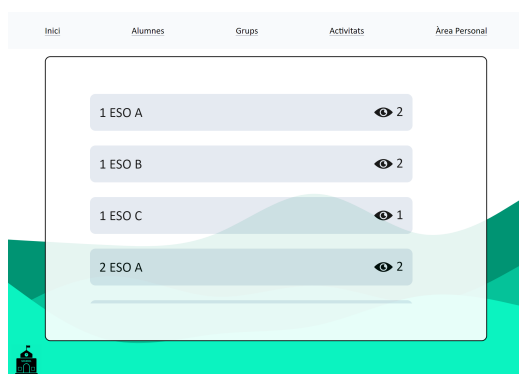 Inici Alumnes Grups Activitats Àrea Personal
1 ESO A 2
1 ESO B 2
1 ESO C 1
2 ESO A 2